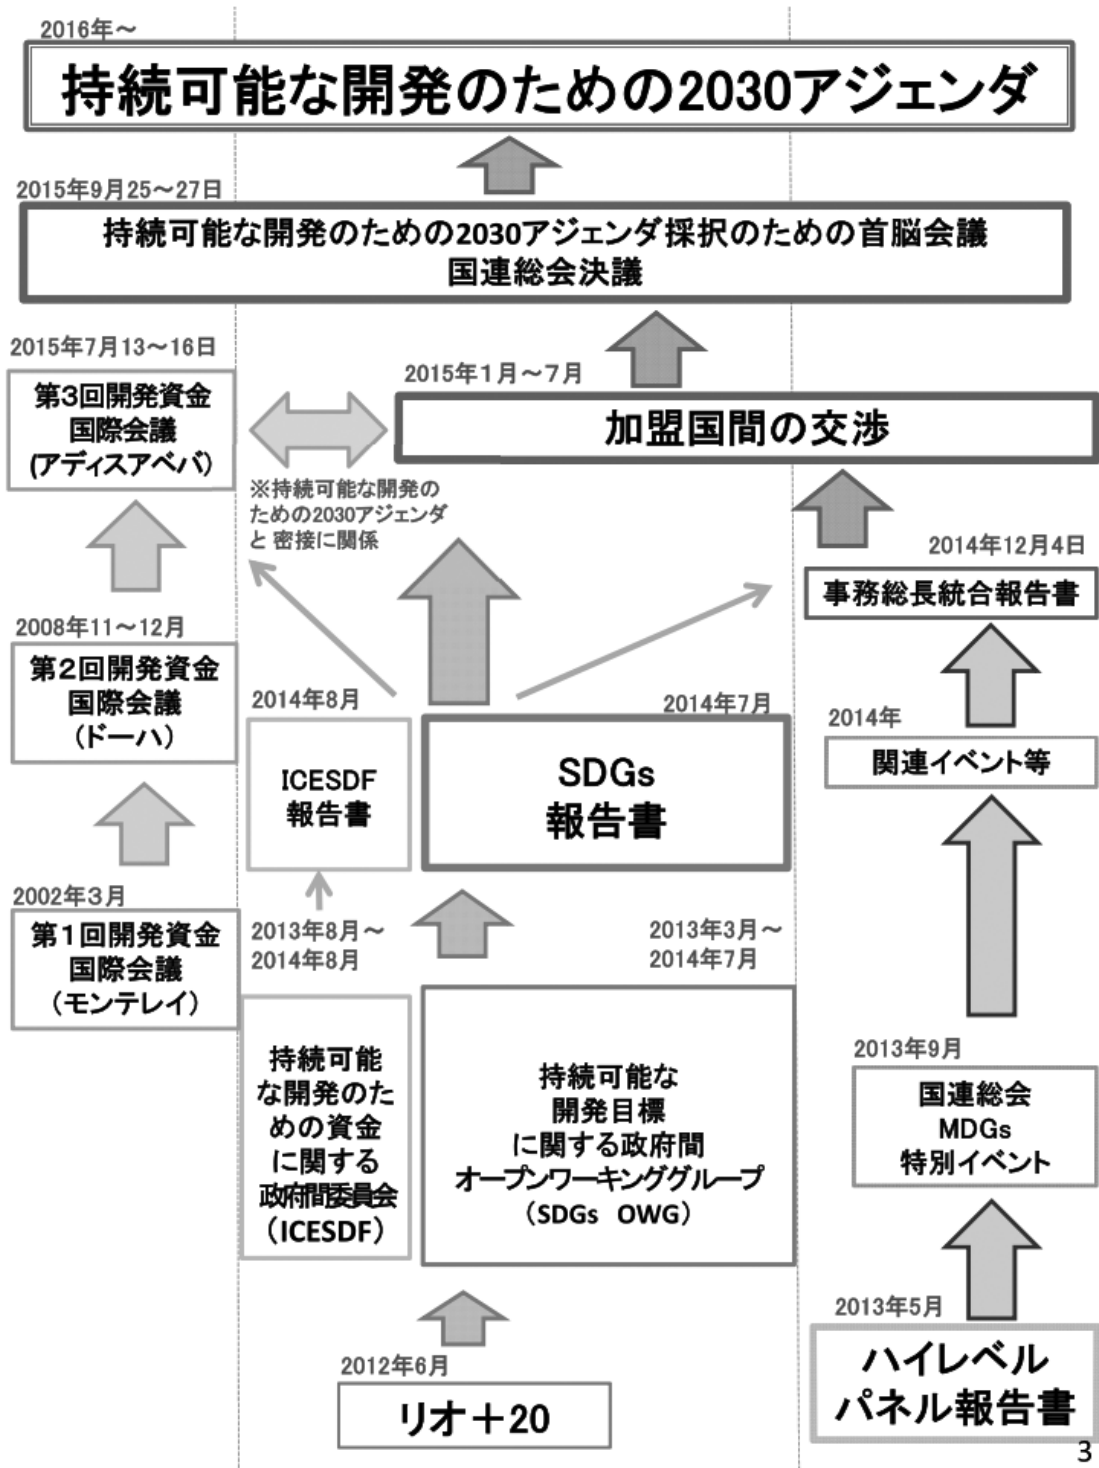 2016年~
持続可能な開発のための2030アジェンダ
2015年9月25~27日
持続可能な開発のための2030アジェンダ採択のための首脳会議
国連総会決議
2015年7月13~16日
第3回開発資金
国際会議
(アディスアベバ)
2015年1月~7月
加盟国間の交渉
※持続可能な開発の
ための2030アジェンダ
と 密接に関係
2014年12月4日
事務総長統合報告書
2008年11~12月
第2回開発資金
国際会議
(ドーハ)
2014年8月
ICESDF
報告書
2014年7月
SDGs
報告書
2014年
関連イベント等
2002年3月
第1回開発資金
国際会議
(モンテレイ)
2013年8月~
2014年8月
持続可能
な開発のた
めの資金
に関する
政府間委員会
(ICESDF)
2013年3月~
2014年7月
持続可能な
開発目標
に関する政府間
オープンワーキンググループ
(SDGs OWG)
2013年9月
国連総会
MDGs
特別イベント
2012年6月
リオ+20
2013年5月
ハイレベル
パネル報告書
3